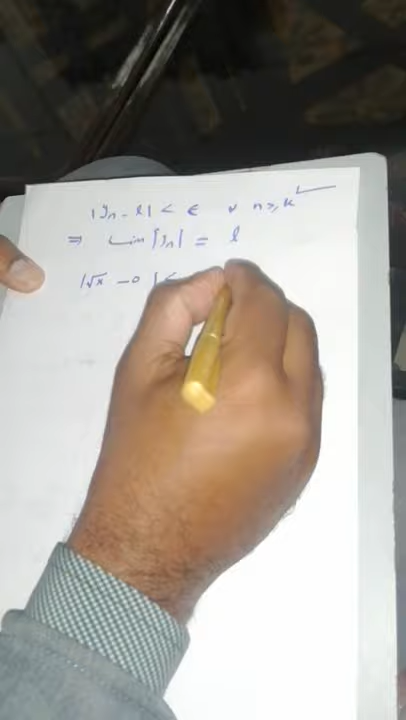 |yn - l| < ε ∀ n ≥ k
⇒ Lim |yn| = l
|√x - 0| <